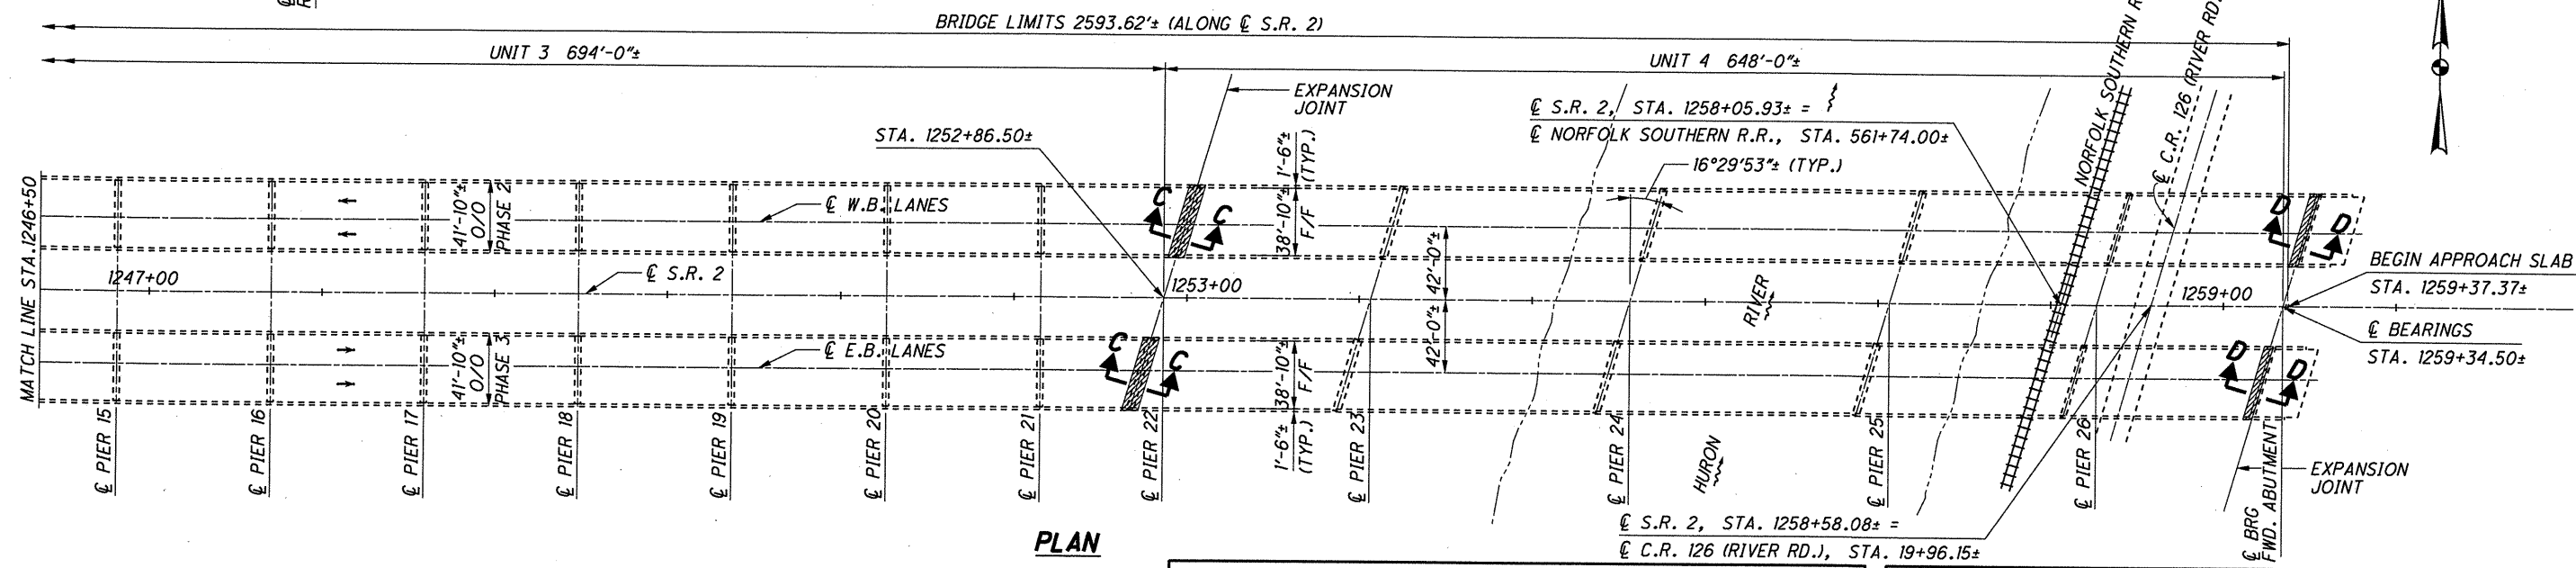 BRIDGE LIMITS 2593.62'± (ALONG ℄ S.R. 2)
UNIT 3 694'-0"±
UNIT 4 648'-0"±
NORFOLK SOUTHERN
℄ C.R. 126 (RIVER RD.
EXPANSION
JOINT
℄ S.R. 2, STA. 1258+05.93± =
℄ NORFOLK SOUTHERN R.R., STA. 561+74.00±
STA. 1252+86.50±
16°29'53"± (TYP.)
1'-6"±
(TYP.)
MATCH LINE STA.1246+50
41'-10"±
O/O
PHASE 2
℄ W.B. LANES
C
C
38'-10"±
F/F
42'-0"±
D
D
1247+00
℄ S.R. 2
1253+00
RIVER
1259+00
BEGIN APPROACH SLAB
STA. 1259+37.37±
℄ BEARINGS
STA. 1259+34.50±
41'-10"±
O/O
PHASE 3
℄ E.B. LANES
C
C
38'-10"±
F/F
42'-0"±
D
D
1'-6"±
(TYP.)
℄ PIER 15
℄ PIER 16
℄ PIER 17
℄ PIER 18
℄ PIER 19
℄ PIER 20
℄ PIER 21
℄ PIER 22
℄ PIER 23
℄ PIER 24
HURON
℄ PIER 25
℄ PIER 26
℄ BRG
FWD. ABUTMENT
EXPANSION
JOINT
℄ S.R. 2, STA. 1258+58.08± =
℄ C.R. 126 (RIVER RD.), STA. 19+96.15±
PLAN